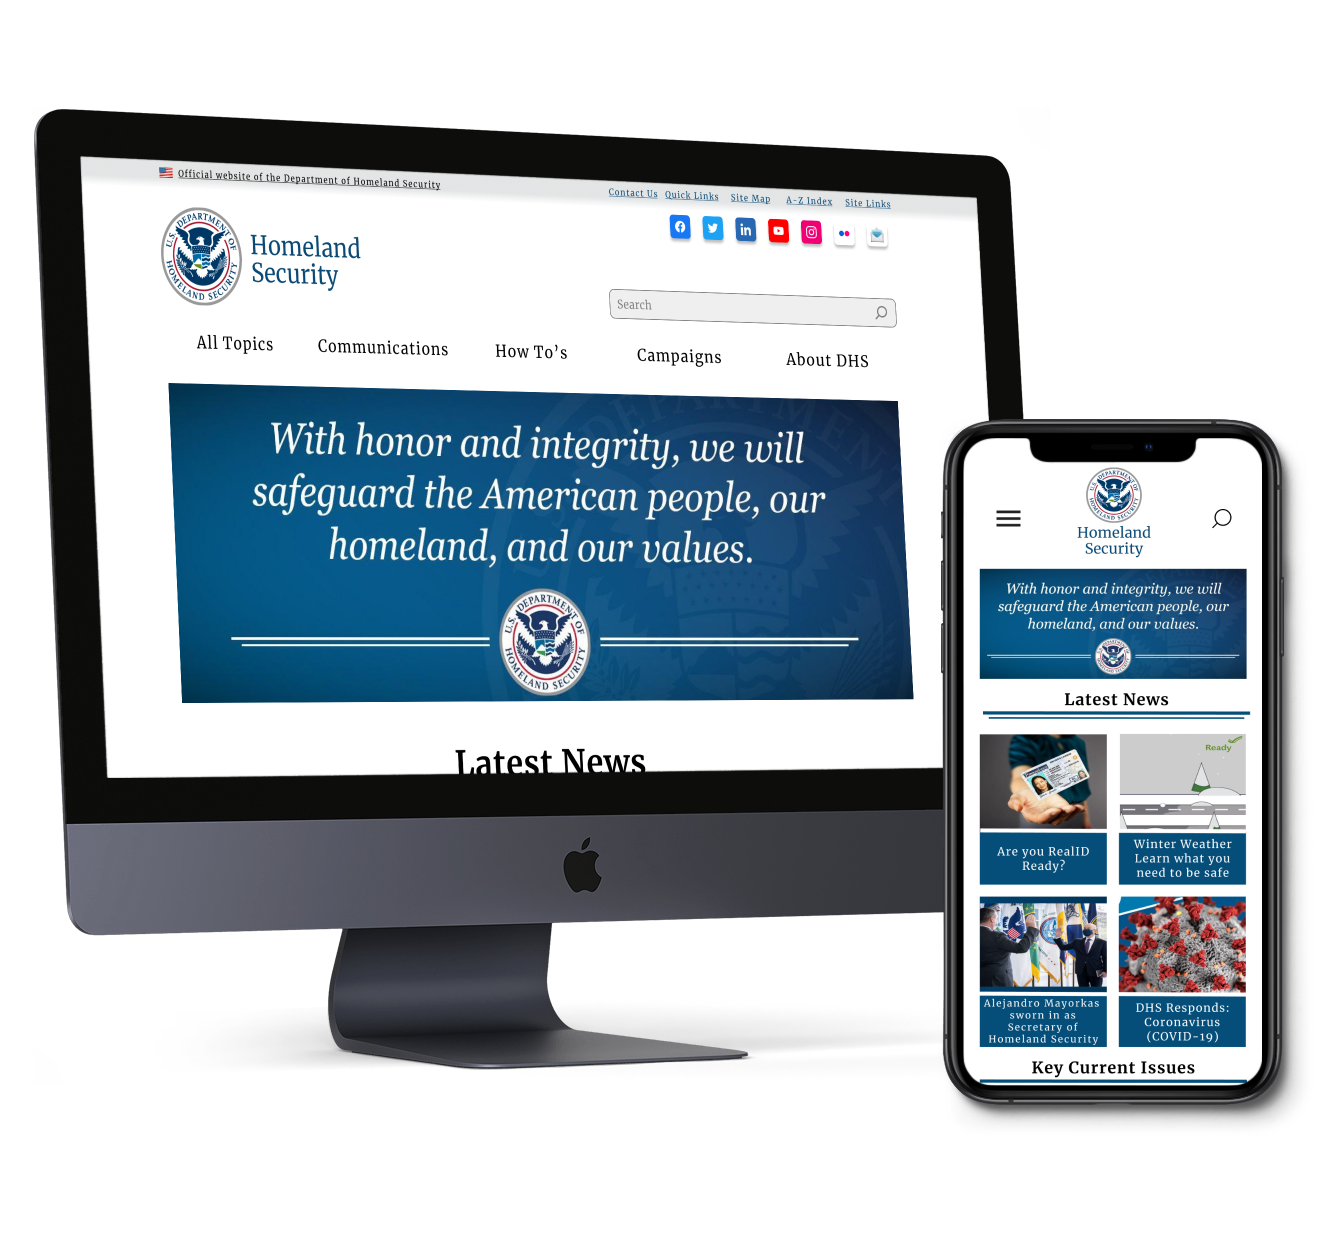 Official website of the Department of Homeland Security
Contact Us Quick Links Site Map A-Z Index Site Links
U.S. DEPARTMENT OF HOMELAND SECURITY
Homeland
Security
Search
All Topics Communications How To's Campaigns About DHS
With honor and integrity, we will
safeguard the American people, our
homeland, and our values.
U.S. DEPARTMENT OF HOMELAND SECURITY
Latest News
U.S. DEPARTMENT OF HOMELAND SECURITY
Homeland
Security
With honor and integrity, we will
safeguard the American people, our
homeland, and our values.
Latest News
Ready
Are you RealID
Ready?
Winter Weather
Learn what you
need to be safe
Alejandro Mayorkas
sworn in as
Secretary of
Homeland Security
DHS Responds:
Coronavirus
(COVID-19)
Key Current Issues